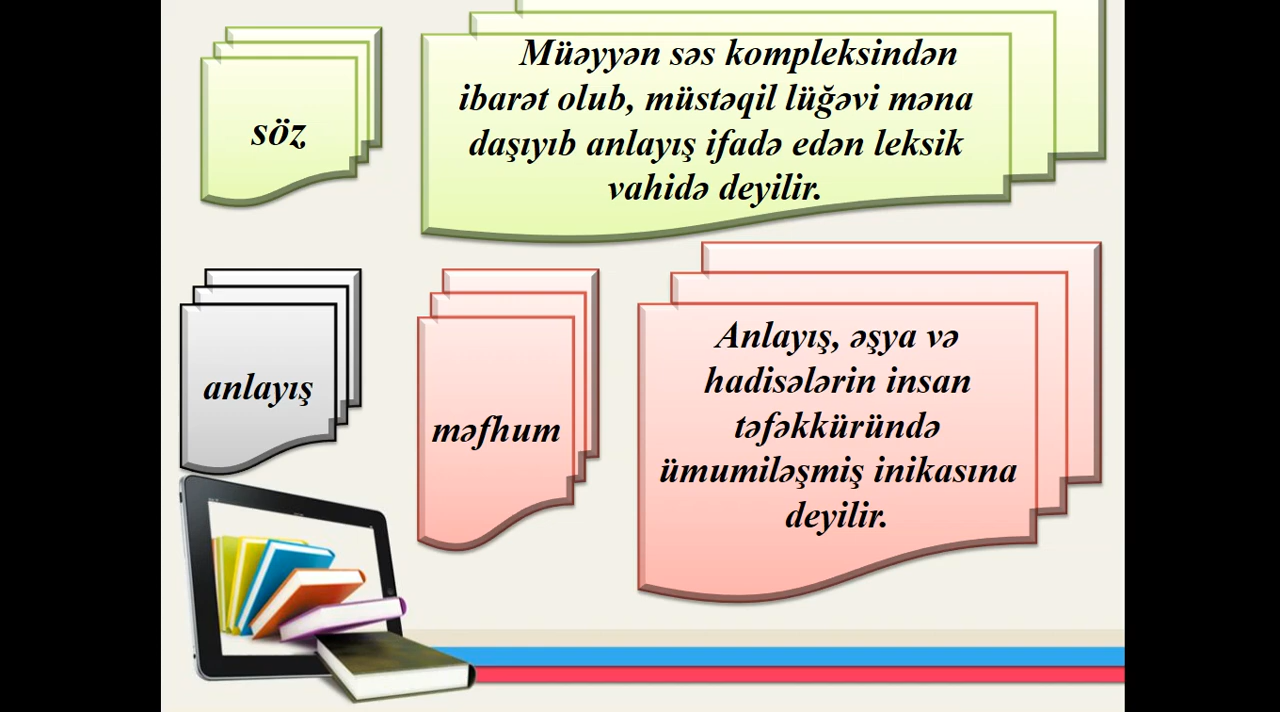 söz
Müəyyən səs kompleksindən
ibarət olub, müstəqil lüğəvi məna
daşıyıb anlayış ifadə edən leksik
vahidə deyilir.
anlayış
məfhum
Anlayış, əşya və
hadisələrin insan
təfəkküründə
ümumiləşmiş inikasına
deyilir.